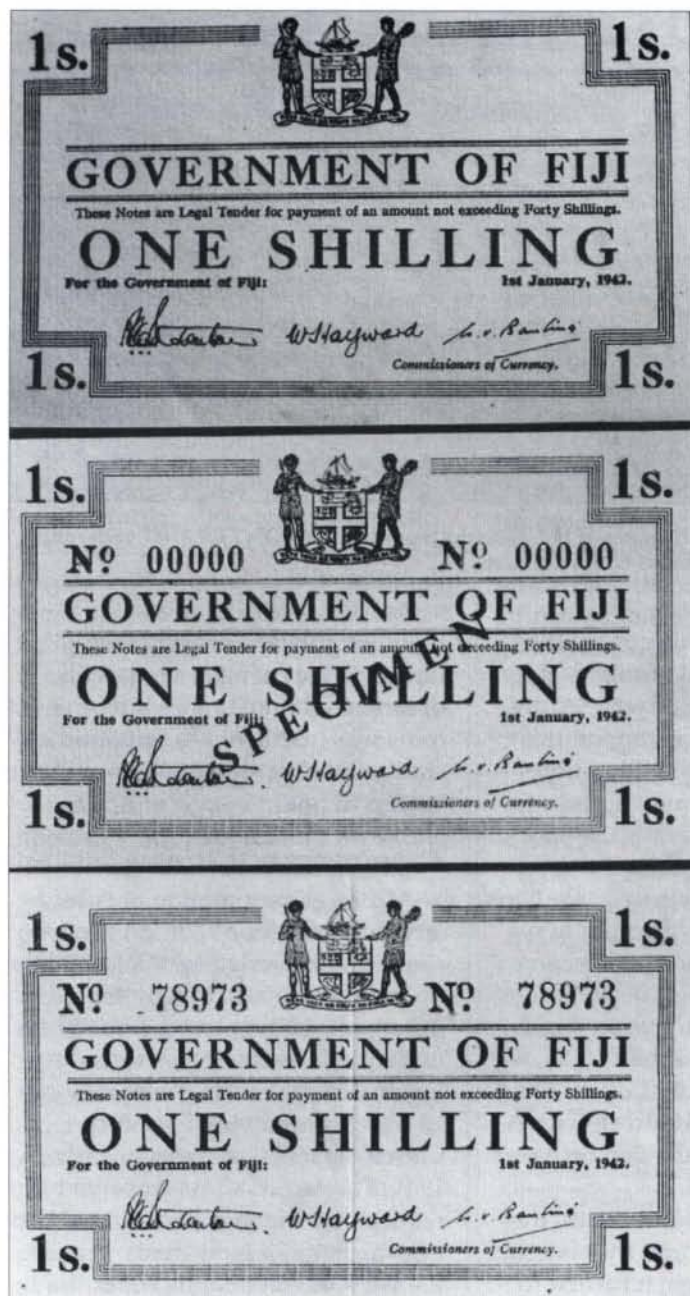 1s. 1s.
GOVERNMENT OF FIJI
These Notes are Legal Tender for payment of an amount not exceeding Forty Shillings.
ONE SHILLING
For the Government of Fiji: 1st January, 1942.
WHayward
Commissioners of Currency.
1s. 1s.
1s. 1s.
Nº 00000 Nº 00000
GOVERNMENT OF FIJI
These Notes are Legal Tender for payment of an amount not exceeding Forty Shillings.
ONE SHILLING
SPECIMEN
For the Government of Fiji: 1st January, 1942.
WHayward
Commissioners of Currency.
1s. 1s.
1s. 1s.
Nº 78973 Nº 78973
GOVERNMENT OF FIJI
These Notes are Legal Tender for payment of an amount not exceeding Forty Shillings.
ONE SHILLING
For the Government of Fiji: 1st January, 1942.
WHayward
Commissioners of Currency.
1s. 1s.